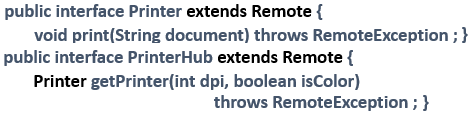 public interface Printer extends Remote {
void print(String document) throws RemoteException ; }
public interface PrinterHub extends Remote {
Printer getPrinter(int dpi, boolean isColor)
throws RemoteException ; }